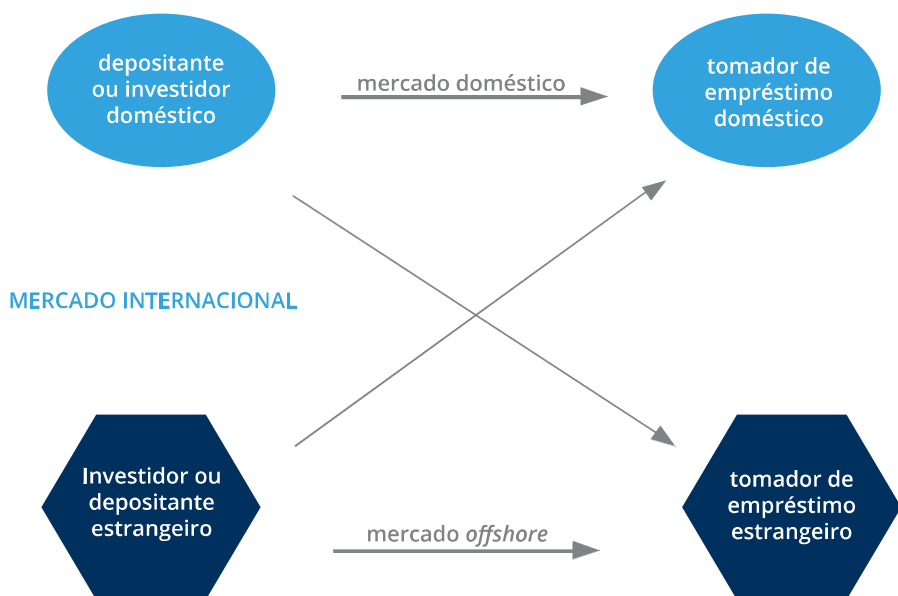 depositante
ou investidor
doméstico
mercado doméstico
tomador de
empréstimo
doméstico
MERCADO INTERNACIONAL
Investidor ou
depositante
estrangeiro
mercado offshore
tomador de
empréstimo
estrangeiro